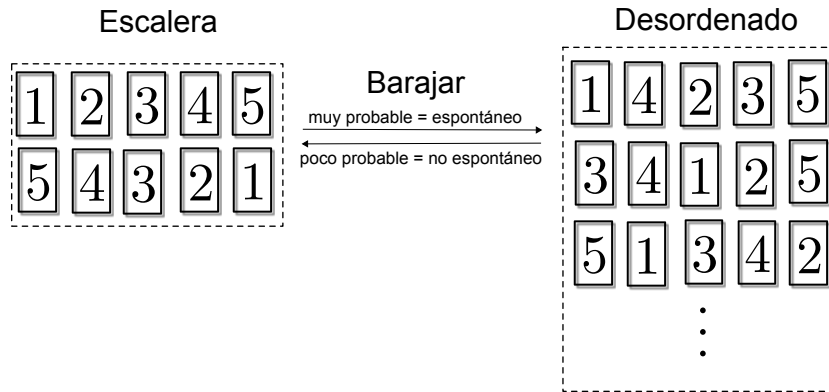 Escalera
1 2 3 4 5
5 4 3 2 1
Barajar
muy probable = espontáneo
poco probable = no espontáneo
Desordenado
1 4 2 3 5
3 4 1 2 5
5 1 3 4 2